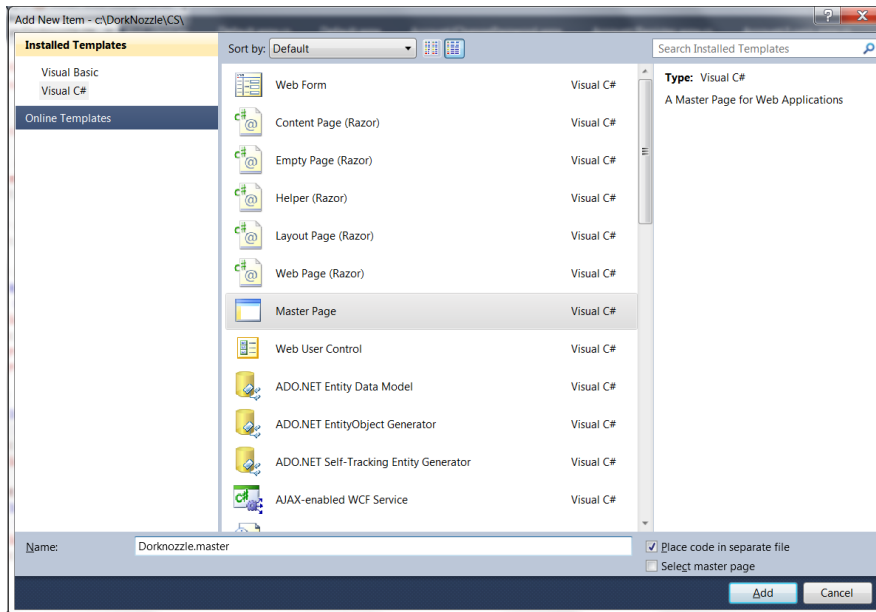 Add New Item - c:\DorkNozzle\CS\
Installed Templates
Visual Basic
Visual C#
Online Templates
Sort by: Default
Search Installed Templates
Web Form Visual C#
Content Page (Razor) Visual C#
Empty Page (Razor) Visual C#
Helper (Razor) Visual C#
Layout Page (Razor) Visual C#
Web Page (Razor) Visual C#
Master Page Visual C#
Web User Control Visual C#
ADO.NET Entity Data Model Visual C#
ADO.NET EntityObject Generator Visual C#
ADO.NET Self-Tracking Entity Generator Visual C#
AJAX-enabled WCF Service Visual C#
Type: Visual C#
A Master Page for Web Applications
Name: Dorknozzle.master
Place code in separate file
Select master page
Add Cancel